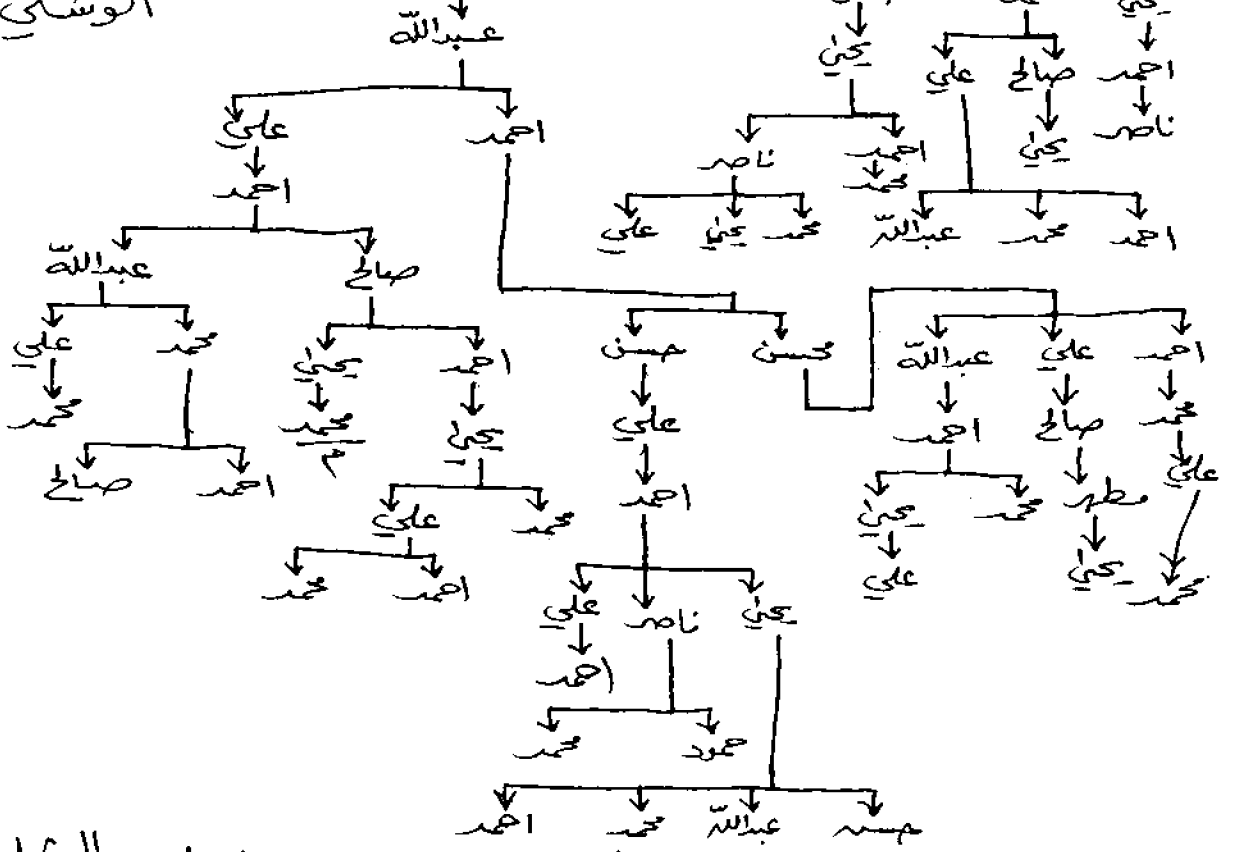 الوشلي
عبدالله
يحيى
علي صالح احمد
علي احمد
ناصر
ناصر احمد
يحيى
محمد
احمد
علي يحيى محمد
عبدالله محمد احمد
عبدالله صالح
علي محمد
يحيى احمد
حسن محسن
عبدالله علي احمد
محمد
محمد
يحيى
علي
احمد صالح محمد
م
صالح احمد
علي محمد
احمد
يحيى محمد مطهر علي
محمد احمد
علي ناصر يحيى
علي يحيى محمد
احمد
محمد حمود
احمد محمد عبدالله حسن